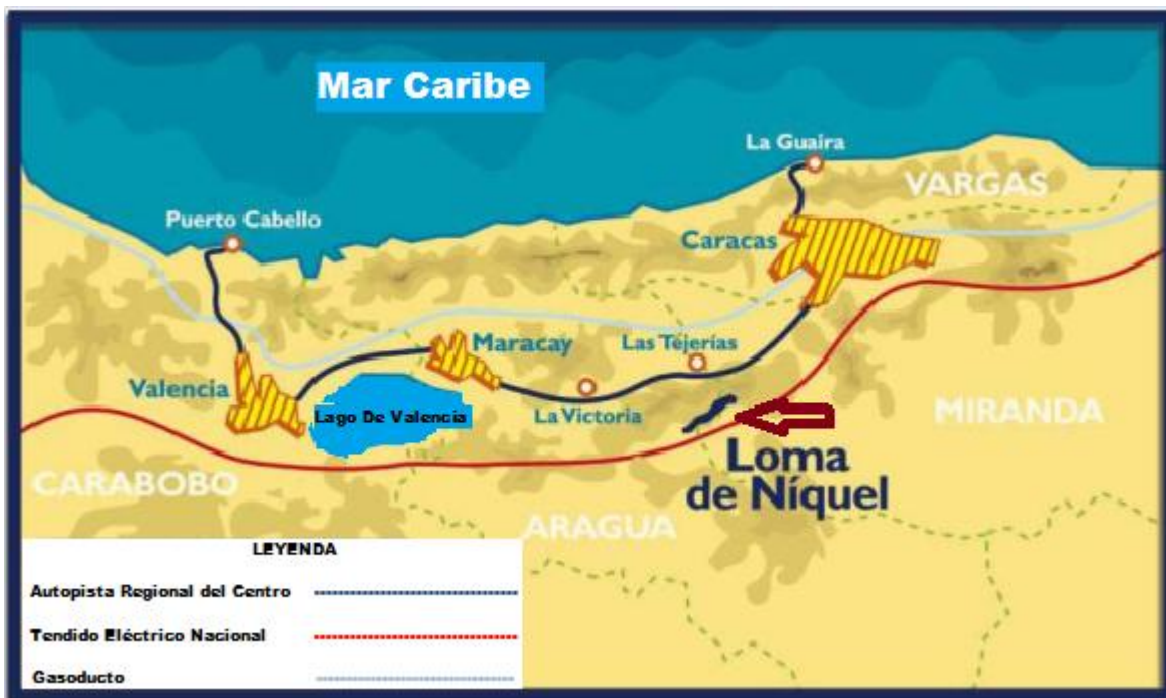 Mar Caribe
La Guaira
VARGAS
Puerto Cabello
Caracas
Maracay
Las Tejerías
Valencia
Lago De Valencia
La Victoria
MIRANDA
Loma
de Níquel
CARABOBO
ARAGUA
LEYENDA
Autopista Regional del Centro
Tendido Eléctrico Nacional
Gasoducto